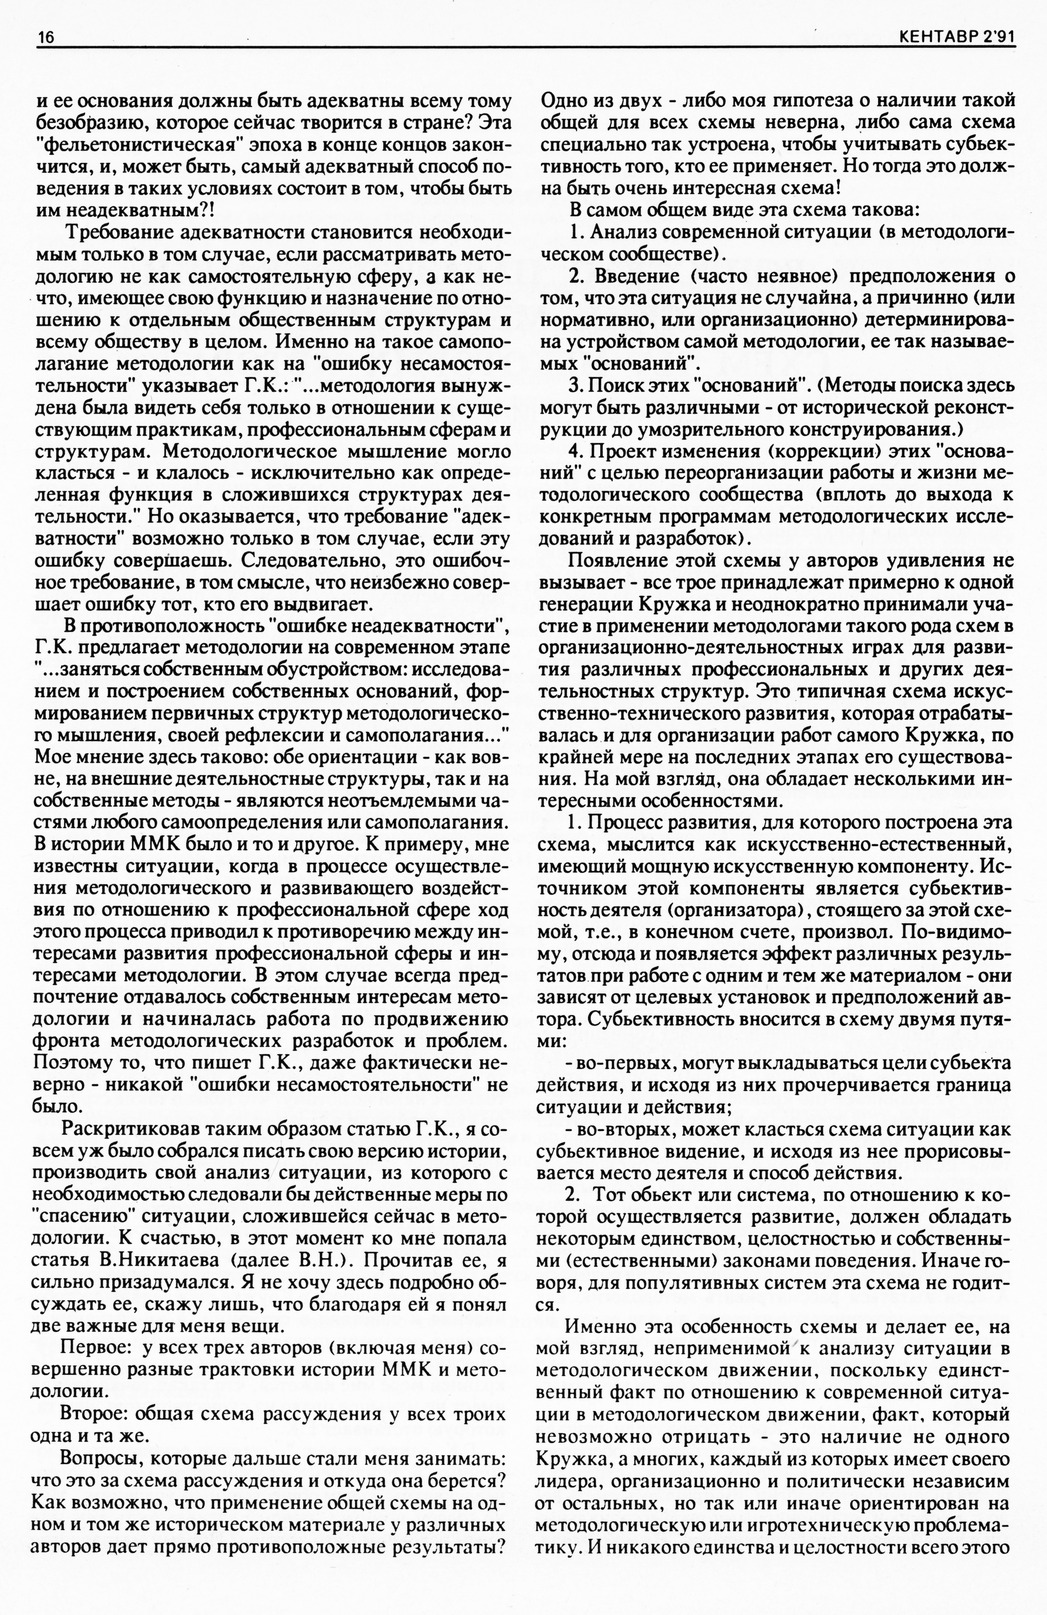 16
КЕНТАВР 2'91
и ее основания должны быть адекватны всему тому
безобразию, которое сейчас творится в стране? Эта
"фельетонистическая" эпоха в конце концов закон-
чится, и, может быть, самый адекватный способ по-
ведения в таких условиях состоит в том, чтобы быть
им неадекватным?!
Требование адекватности становится необходи-
мым только в том случае, если рассматривать мето-
дологию не как самостоятельную сферу, а как не-
что, имеющее свою функцию и назначение по отно-
шению к отдельным общественным структурам и
всему обществу в целом. Именно на такое самопо-
лагание методологии как на "ошибку несамостоя-
тельности" указывает Г.К.: "...методология вынуж-
дена была видеть себя только в отношении к суще-
ствующим практикам, профессиональным сферам и
структурам. Методологическое мышление могло
класться - и клалось - исключительно как опреде-
ленная функция в сложившихся структурах дея-
тельности." Но оказывается, что требование "адек-
ватности" возможно только в том случае, если эту
ошибку совершаешь. Следовательно, это ошибоч-
ное требование, в том смысле, что неизбежно совер-
шает ошибку тот, кто его выдвигает.
В противоположность "ошибке неадекватности",
Г.К. предлагает методологии на современном этапе
"...заняться собственным обустройством: исследова-
нием и построением собственных оснований, фор-
мированием первичных структур методологическо-
го мышления, своей рефлексии и самополагания..."
Мое мнение здесь таково: обе ориентации - как вов-
не, на внешние деятельностные структуры, так и на
собственные методы - являются неотъемлемыми ча-
стями любого самоопределения или самополагания.
В истории ММК было и то и другое. К примеру, мне
известны ситуации, когда в процессе осуществле-
ния методологического и развивающего воздейст-
вия по отношению к профессиональной сфере ход
этого процесса приводил к противоречию между ин-
тересами развития профессиональной сферы и ин-
тересами методологии. В этом случае всегда пред-
почтение отдавалось собственным интересам мето-
дологии и начиналась работа по продвижению
фронта методологических разработок и проблем.
Поэтому то, что пишет Г.К., даже фактически не-
верно - никакой "ошибки несамостоятельности" не
было.
Раскритиковав таким образом статью Г.К., я со-
всем уж было собрался писать свою версию истории,
производить свой анализ ситуации, из которого с
необходимостью следовали бы действенные меры по
"спасению" ситуации, сложившейся сейчас в мето-
дологии. К счастью, в этот момент ко мне попала
статья В.Никитаева (далее В.Н.). Прочитав ее, я
сильно призадумался. Я не хочу здесь подробно об-
суждать ее, скажу лишь, что благодаря ей я понял
две важные для меня вещи.
Первое: у всех трех авторов (включая меня) со-
вершенно разные трактовки истории ММК и мето-
дологии.
Второе: общая схема рассуждения у всех троих
одна и та же.
Вопросы, которые дальше стали меня занимать:
что это за схема рассуждения и откуда она берется?
Как возможно, что применение общей схемы на од-
ном и том же историческом материале у различных
авторов дает прямо противоположные результаты?
Одно из двух - либо моя гипотеза о наличии такой
общей для всех схемы неверна, либо сама схема
специально так устроена, чтобы учитывать субьек-
тивность того, кто ее применяет. Но тогда это долж-
на быть очень интересная схема!
В самом общем виде эта схема такова:
1. Анализ современной ситуации (в методологи-
ческом сообществе).
2. Введение (часто неявное) предположения о
том, что эта ситуация не случайна, а причинно (или
нормативно, или организационно) детерминирова-
на устройством самой методологии, ее так называе-
мых "оснований".
3. Поиск этих "оснований". (Методы поиска здесь
могут быть различными - от исторической реконст-
рукции до умозрительного конструирования.)
4. Проект изменения (коррекции) этих "основа-
ний" с целью переорганизации работы и жизни ме-
тодологического сообщества (вплоть до выхода к
конкретным программам методологических иссле-
дований и разработок).
Появление этой схемы у авторов удивления не
вызывает - все трое принадлежат примерно к одной
генерации Кружка и неоднократно принимали уча-
стие в применении методологами такого рода схем в
организационно-деятельностных играх для разви-
тия различных профессиональных и других дея-
тельностных структур. Это типичная схема искус-
ственно-технического развития, которая отрабаты-
валась и для организации работ самого Кружка, по
крайней мере на последних этапах его существова-
ния. На мой взгляд, она обладает несколькими ин-
тересными особенностями.
1. Процесс развития, для которого построена эта
схема, мыслится как искусственно-естественный,
имеющий мощную искусственную компоненту. Ис-
точником этой компоненты является субьектив-
ность деятеля (организатора), стоящего за этой схе-
мой, т.е., в конечном счете, произвол. По-видимо-
му, отсюда и появляется эффект различных резуль-
татов при работе с одним и тем же материалом - они
зависят от целевых установок и предположений ав-
тора. Субьективность вносится в схему двумя путя-
ми:
- во-первых, могут выкладываться цели субьекта
действия, и исходя из них прочерчивается граница
ситуации и действия;
- во-вторых, может класться схема ситуации как
субьективное видение, и исходя из нее прорисовы-
вается место деятеля и способ действия.
2. Тот обьект или система, по отношению к ко-
торой осуществляется развитие, должен обладать
некоторым единством, целостностью и собственны-
ми (естественными) законами поведения. Иначе го-
воря, для популятивных систем эта схема не годит-
ся.
Именно эта особенность схемы и делает ее, на
мой взгляд, неприменимой к анализу ситуации в
методологическом движении, поскольку единст-
венный факт по отношению к современной ситуа-
ции в методологическом движении, факт, который
невозможно отрицать - это наличие не одного
Кружка, а многих, каждый из которых имеет своего
лидера, организационно и политически независим
от остальных, но так или иначе ориентирован на
методологическую или игротехническую проблема-
тику. И никакого единства и целостности всего этого